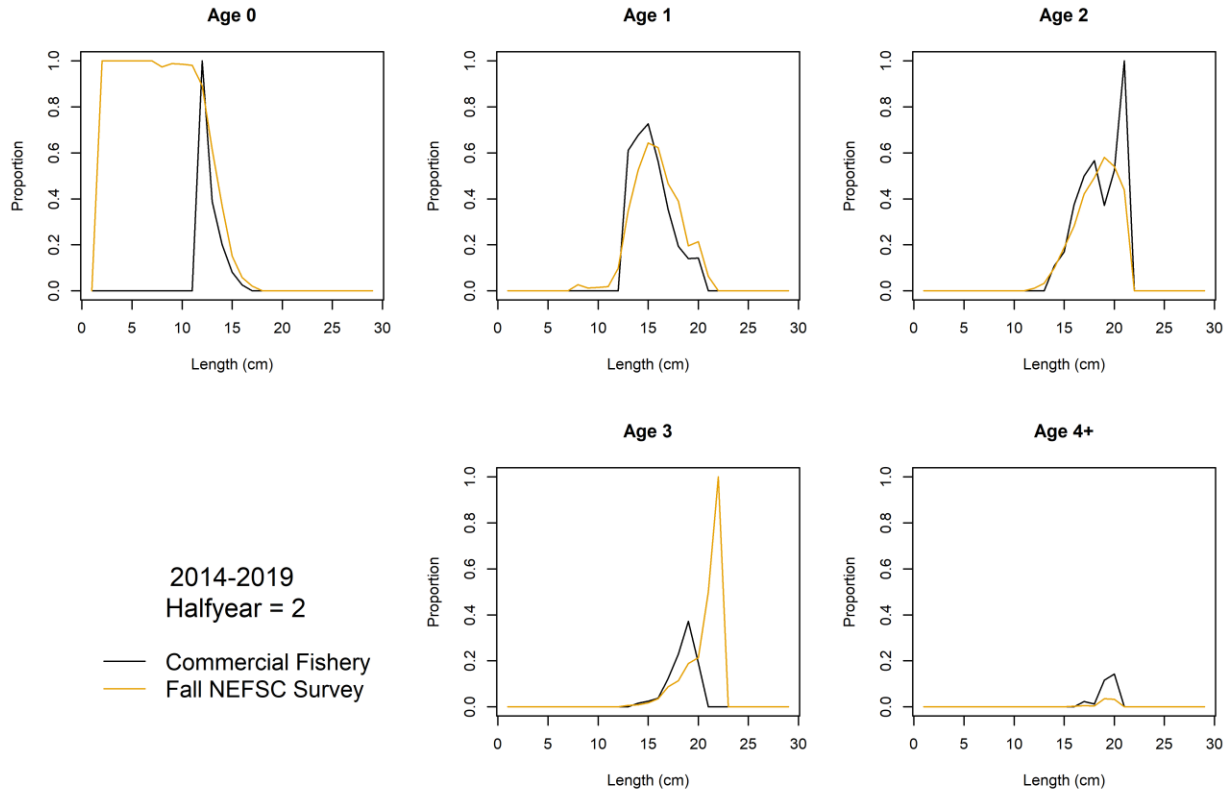 Age 0
Age 1
Age 2
Proportion
0.0 0.2 0.4 0.6 0.8 1.0
0 5 10 15 20 25 30
Length (cm)
Proportion
0.0 0.2 0.4 0.6 0.8 1.0
0 5 10 15 20 25 30
Length (cm)
Proportion
0.0 0.2 0.4 0.6 0.8 1.0
0 5 10 15 20 25 30
Length (cm)
Age 3
Age 4+
2014-2019
Halfyear = 2
Commercial Fishery
Fall NEFSC Survey
Proportion
0.0 0.2 0.4 0.6 0.8 1.0
0 5 10 15 20 25 30
Length (cm)
Proportion
0.0 0.2 0.4 0.6 0.8 1.0
0 5 10 15 20 25 30
Length (cm)